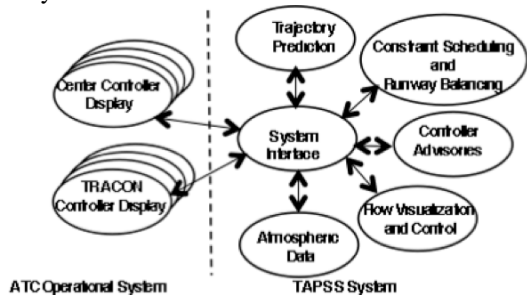 Trajectory
Prediction
Constraint Scheduling
and
Runway Balancing
Center Controller
Display
System
Interface
Controller
Advisories
TRACON
Controller Display
Atmospheric
Data
Flow Visualization
and Control
ATC Operational System
TAPSS System